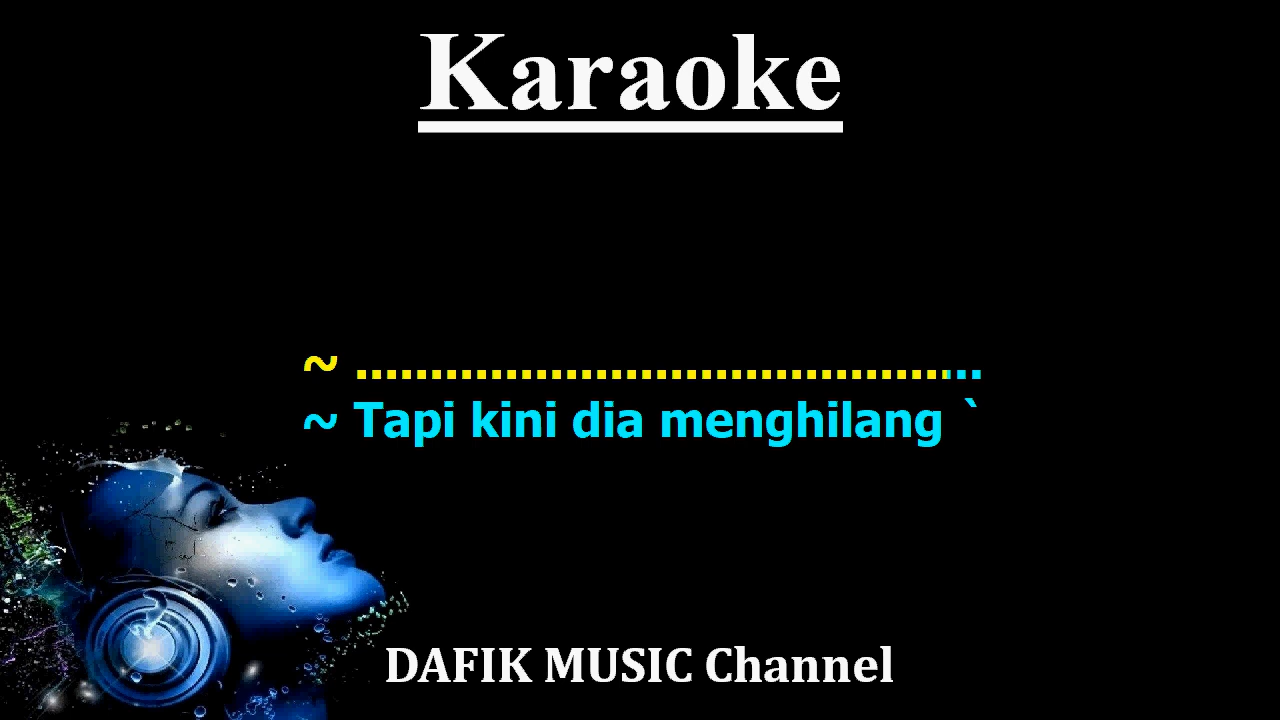 Karaoke
~ ..........................................
~ Tapi kini dia menghilang `
DAFIK MUSIC Channel